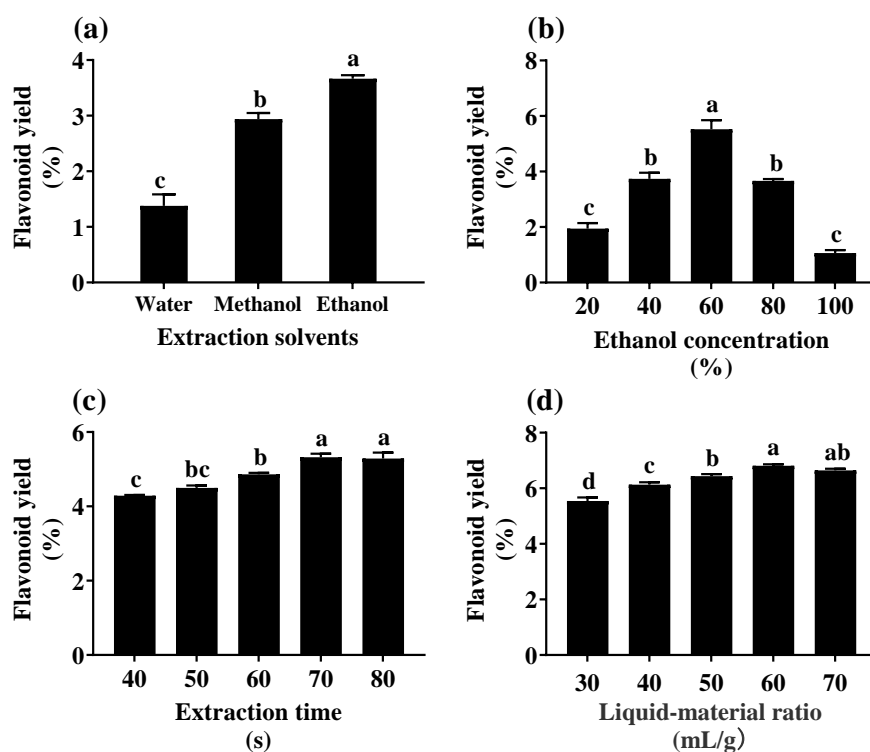 (a)
Flavonoid yield
(%)
4
3
2
1
0
c
b
a
Water Methanol Ethanol
Extraction solvents
(b)
Flavonoid yield
(%)
8
6
4
2
0
c
b
a
b
c
20 40 60 80 100
Ethanol concentration
(%)
(c)
Flavonoid yield
(%)
6
4
2
0
c
bc
b
a
a
40 50 60 70 80
Extraction time
(s)
(d)
Flavonoid yield
(%)
8
6
4
2
0
d
c
b
a
ab
30 40 50 60 70
Liquid-material ratio
(mL/g）